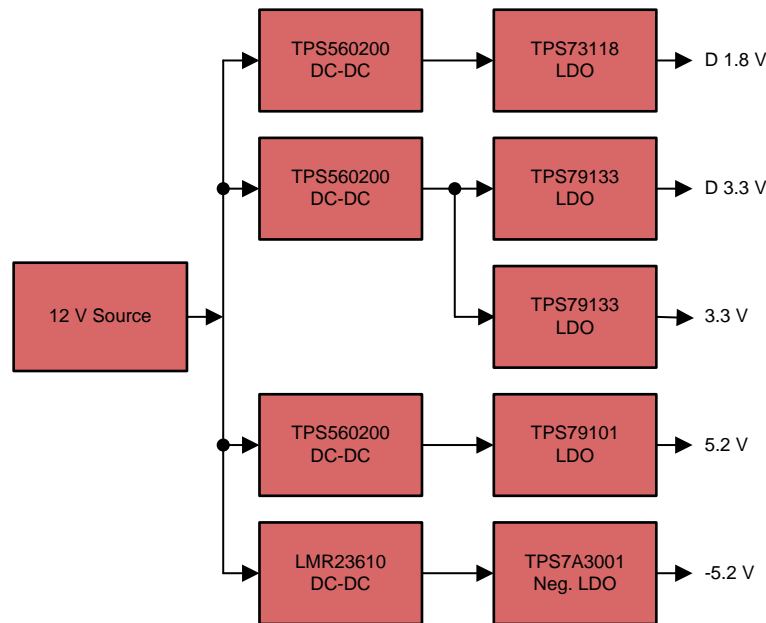 TPS560200
DC-DC
TPS73118
LDO
D 1.8 V
TPS560200
DC-DC
TPS79133
LDO
D 3.3 V
12 V Source
TPS79133
LDO
3.3 V
TPS560200
DC-DC
TPS79101
LDO
5.2 V
LMR23610
DC-DC
TPS7A3001
Neg. LDO
-5.2 V